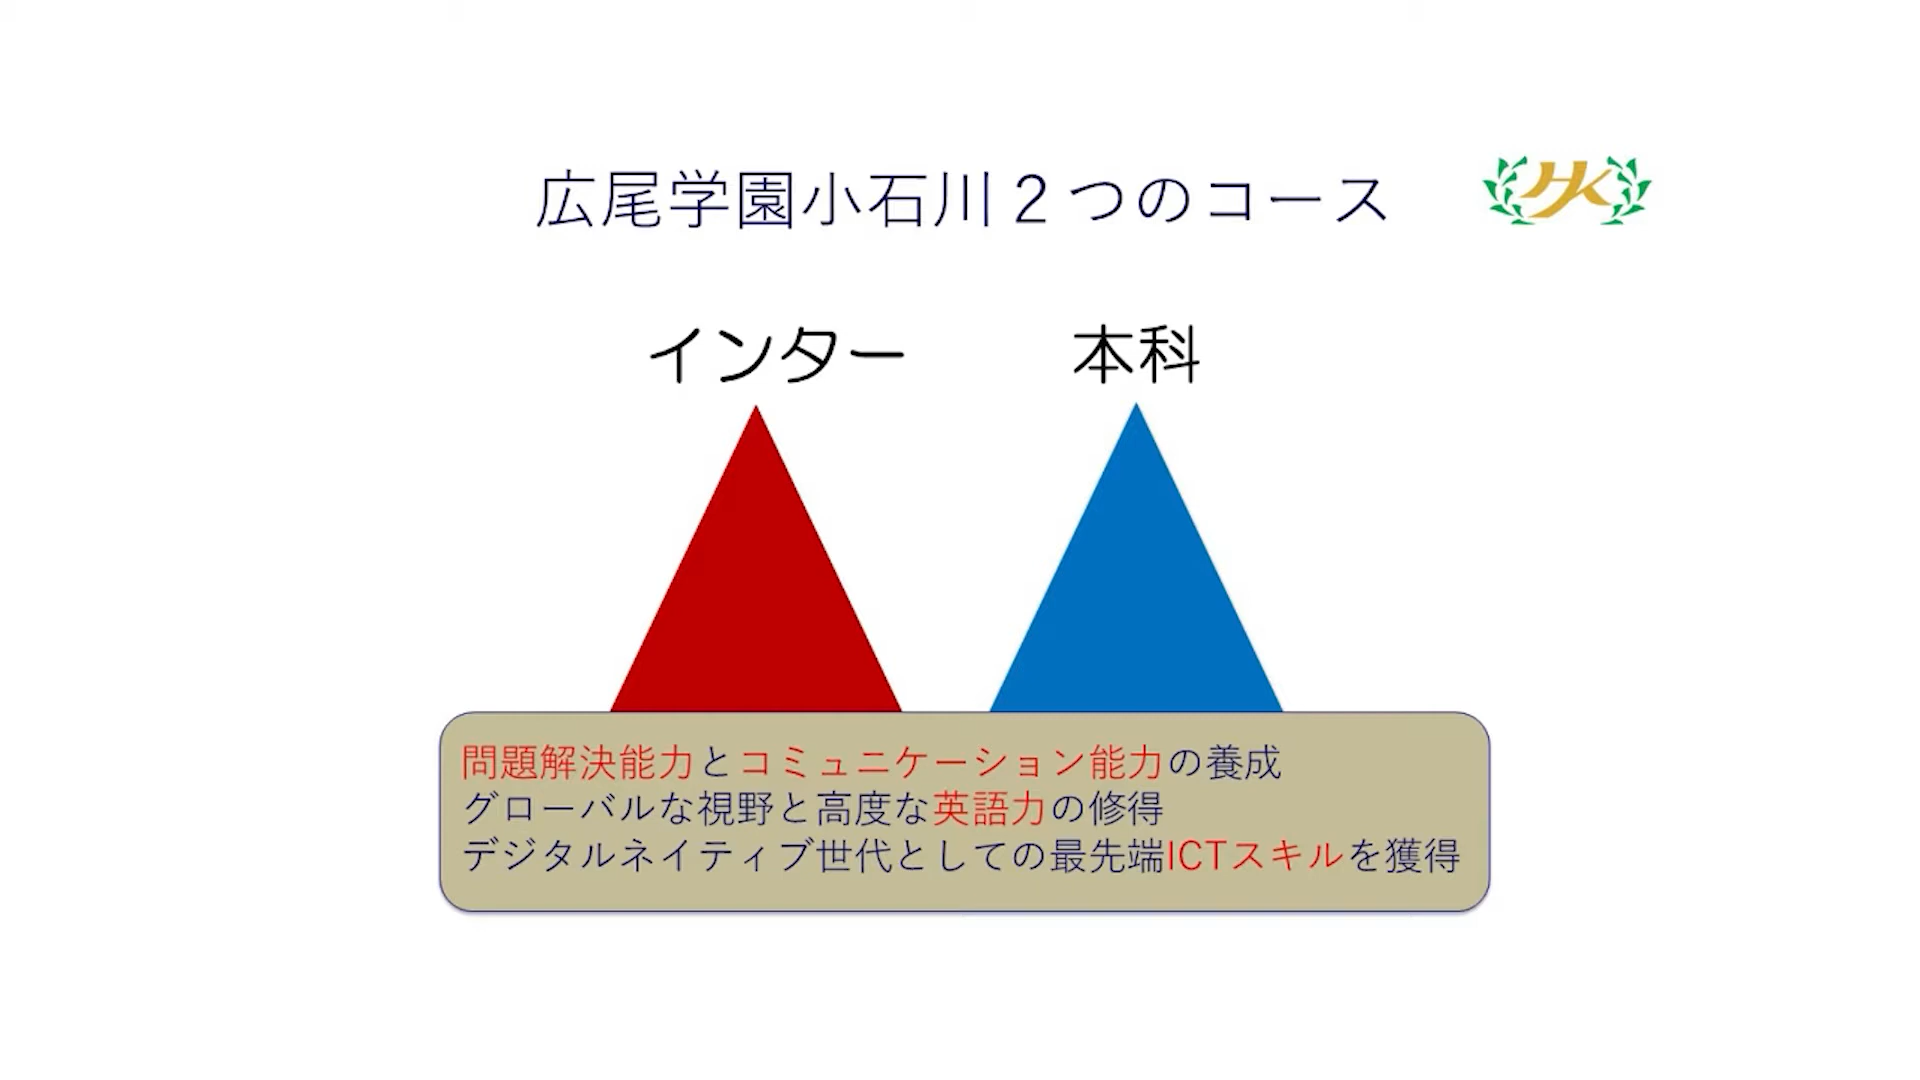 広尾学園小石川２つのコース
HK
インター
本科
問題解決能力とコミュニケーション能力の養成
グローバルな視野と高度な英語力の修得
デジタルネイティブ世代としての最先端ICTスキルを獲得